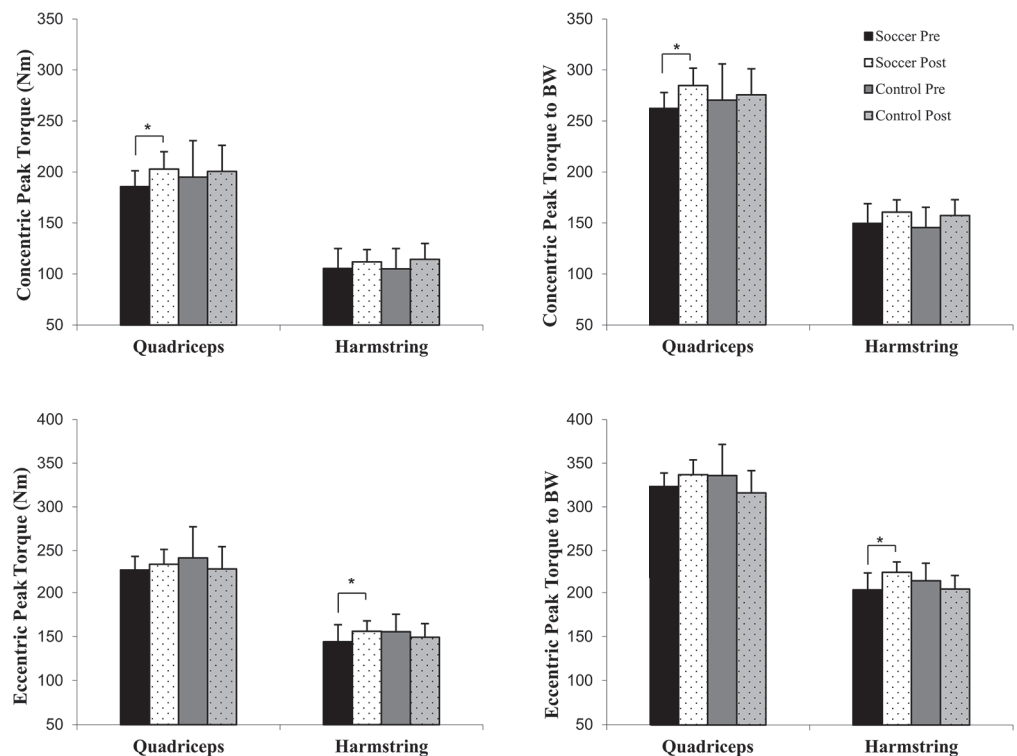 Concentric Peak Torque (Nm)
350
300
250
200
150
100
50
*
Quadriceps
Harmstring
Concentric Peak Torque to BW
350
300
250
200
150
100
50
*
Soccer Pre
Soccer Post
Control Pre
Control Post
Quadriceps
Harmstring
Eccentric Peak Torque (Nm)
400
350
300
250
200
150
100
50
*
Quadriceps
Harmstring
Eccentric Peak Torque to BW
400
350
300
250
200
150
100
50
*
Quadriceps
Harmstring